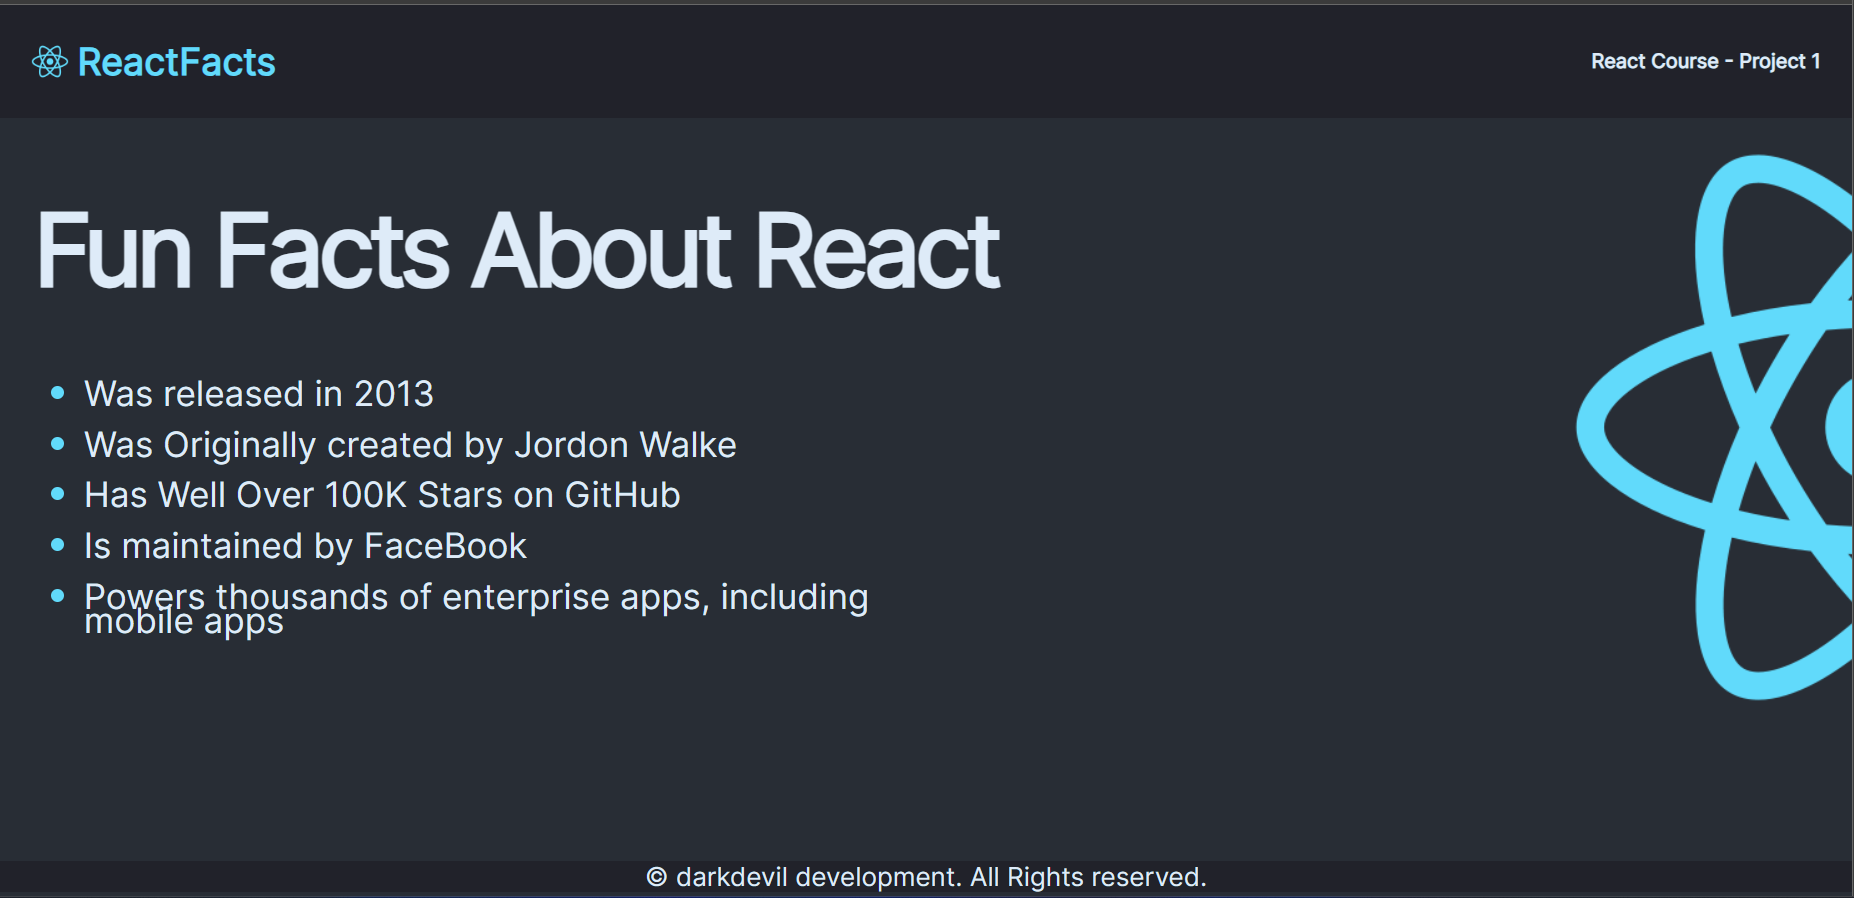 ReactFacts
React Course - Project 1
Fun Facts About React
Was released in 2013
Was Originally created by Jordon Walke
Has Well Over 100K Stars on GitHub
Is maintained by FaceBook
Powers thousands of enterprise apps, including
mobile apps
© darkdevil development. All Rights reserved.